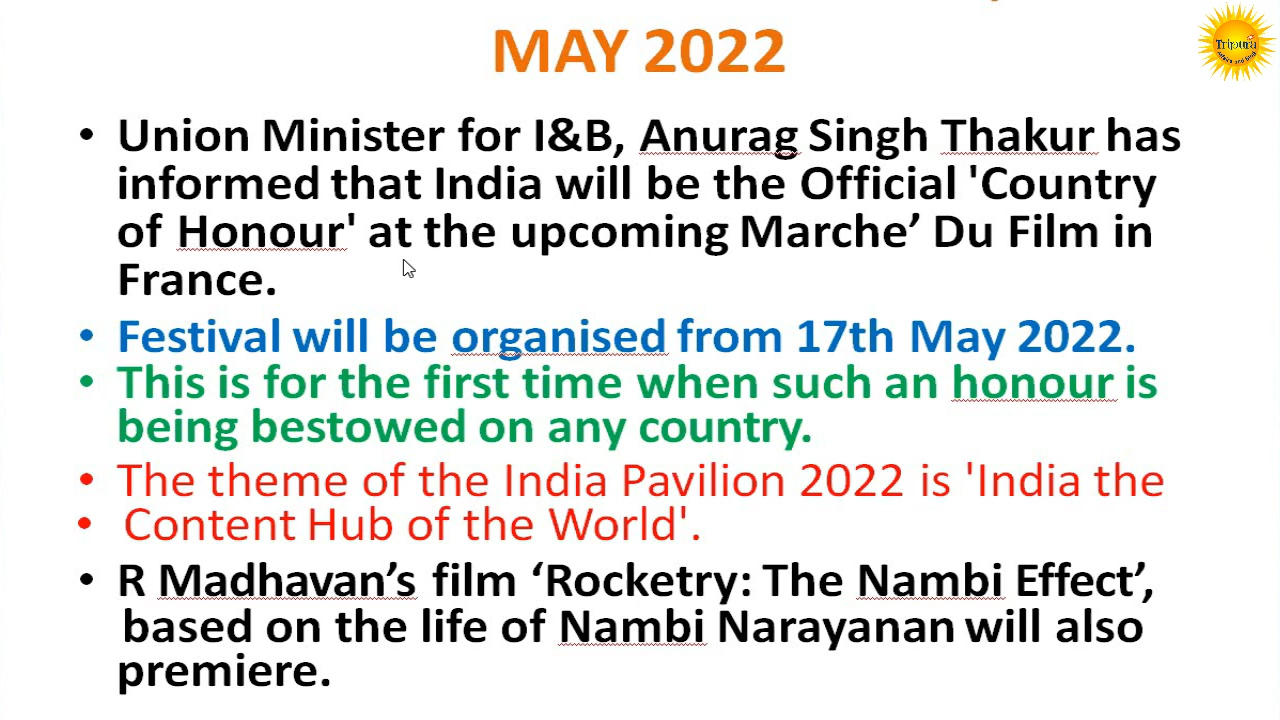 MAY 2022
Tripura
• Union Minister for I&B, Anurag Singh Thakur has
informed that India will be the Official 'Country
of Honour' at the upcoming Marche’ Du Film in
France.
• Festival will be organised from 17th May 2022.
• This is for the first time when such an honour is
being bestowed on any country.
• The theme of the India Pavilion 2022 is 'India the
• Content Hub of the World'.
• R Madhavan’s film ‘Rocketry: The Nambi Effect’,
based on the life of Nambi Narayanan will also
premiere.